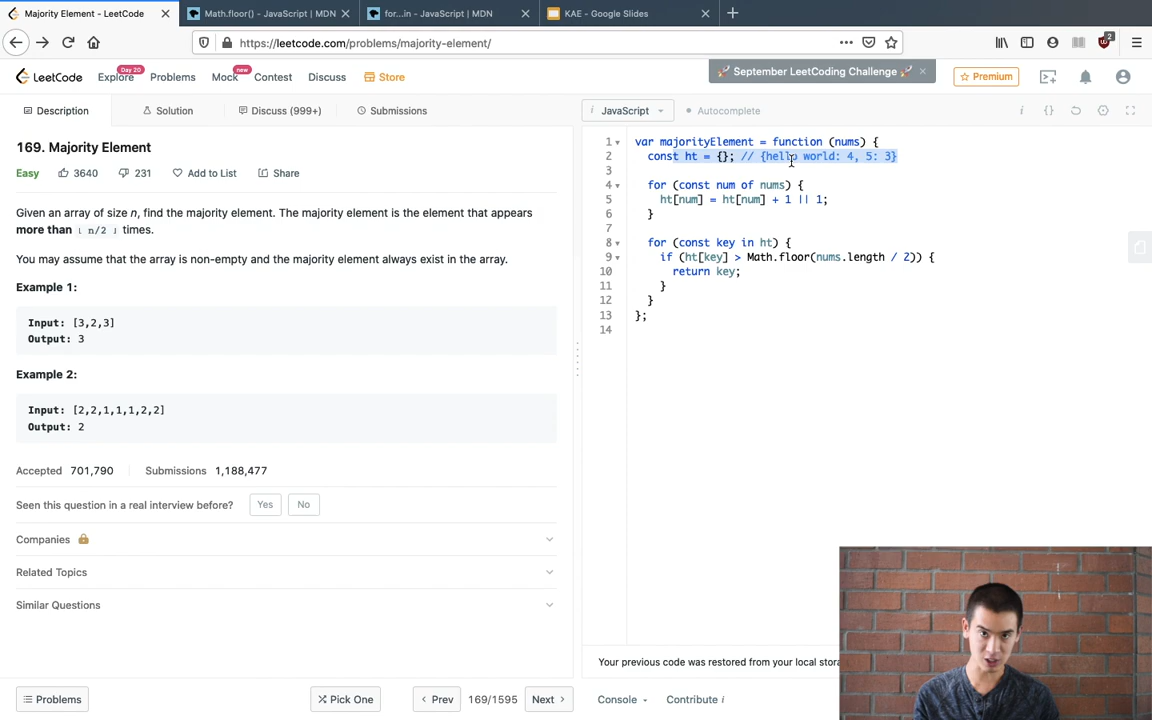 Majority Element - LeetCode
Math.floor() - JavaScript | MDN
for...in - JavaScript | MDN
KAE - Google Slides
https://leetcode.com/problems/majority-element/
2
LeetCode
Explore
Day 20
Problems
Mock
new
Contest
Discuss
Store
🚀 September LeetCoding Challenge 🚀
Premium
Description
Solution
Discuss (999+)
Submissions
JavaScript
Autocomplete
169. Majority Element
Easy
3640
231
Add to List
Share
Given an array of size n, find the majority element. The majority element is the element that appears
more than ⌊ n/2 ⌋ times.
You may assume that the array is non-empty and the majority element always exist in the array.
Example 1:
Input: [3,2,3]
Output: 3
Example 2:
Input: [2,2,1,1,1,2,2]
Output: 2
Accepted 701,790
Submissions 1,188,477
Seen this question in a real interview before?
Yes
No
Companies
Related Topics
Similar Questions
1 var majorityElement = function (nums) {
2 const ht = {}; // {hello world: 4, 5: 3}
3
4 for (const num of nums) {
5 ht[num] = ht[num] + 1 || 1;
6 }
7
8 for (const key in ht) {
9 if (ht[key] > Math.floor(nums.length / 2)) {
10 return key;
11 }
12 }
13 };
14
Your previous code was restored from your local stora
Problems
Pick One
Prev
169/1595
Next
Console
Contribute